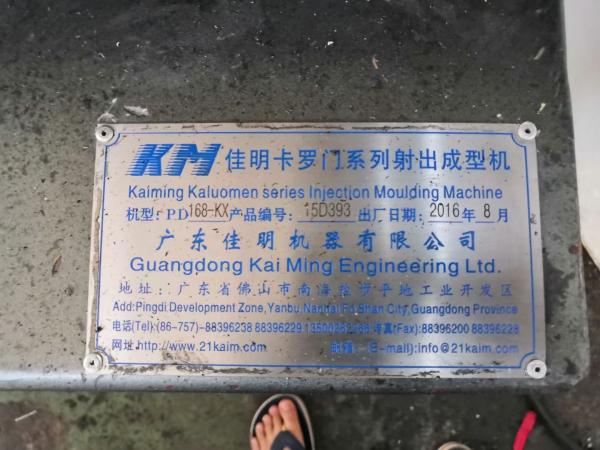 KM 佳明卡罗门系列射出成型机
Kaiming Kaluomen series Injection Moulding Machine
机型: PD168-KX 产品编号: 15D393 出厂日期: 2016年 8月
广东佳明机器有限公司
Guangdong Kai Ming Engineering Ltd.
地址: 广东省佛山市南海盐步平地工业开发区
Add:Pingdi Development Zone, Yanbu Nanhai Fo Shan City, Guangdong Province
电话(Tel):(86-757)-88396238 88396229 传真(Fax):88396200 88396228
网址:http://www.21kaim.com 邮箱: (E-mail):info@21kaim.com